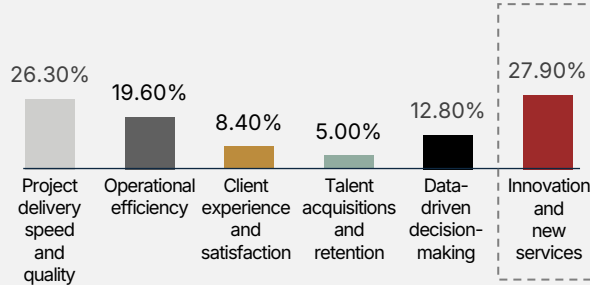 26.30%
19.60%
8.40%
5.00%
12.80%
27.90%
Project
delivery
speed
and
quality
Operational
efficiency
Client
experience
and
satisfaction
Talent
acquisitions
and
retention
Data-
driven
decision-
making
Innovation
and
new
services